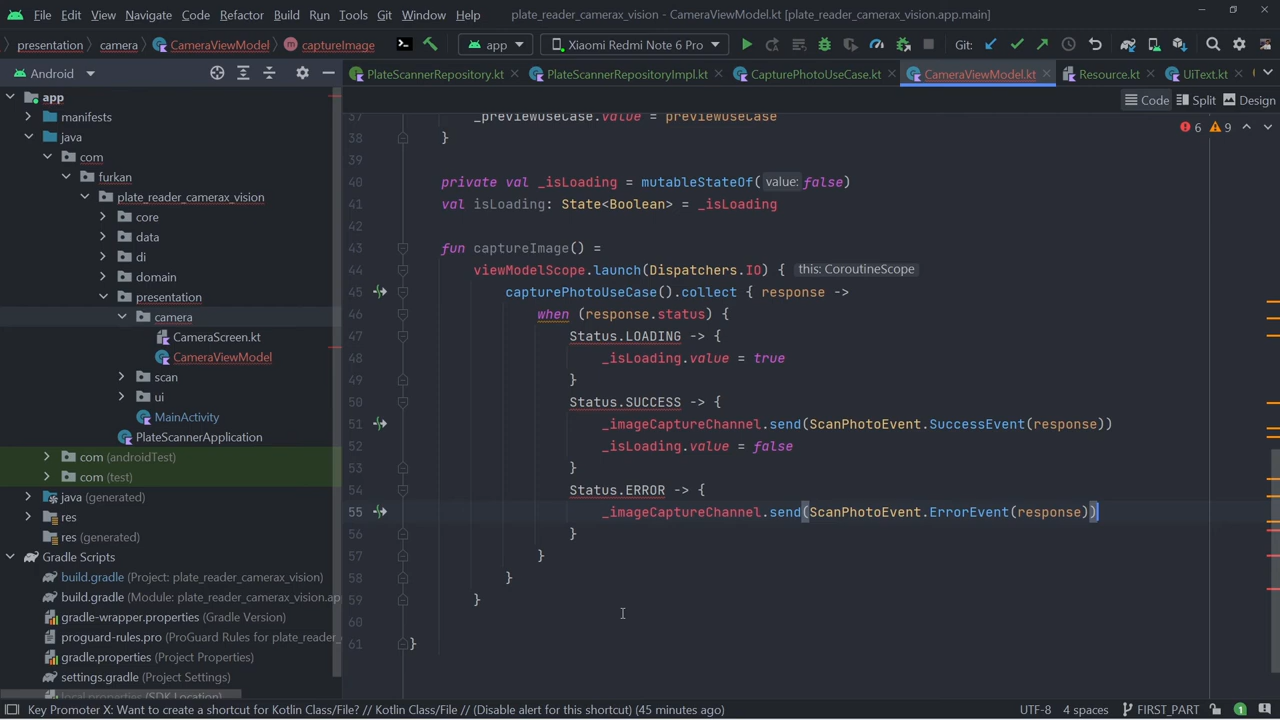 File Edit View Navigate Code Refactor Build Run Tools Git Window Help plate_reader_camerax_vision - CameraViewModel.kt [plate_reader_camerax_vision.app.main]
presentation camera CameraViewModel.kt captureImage app Xiaomi Redmi Note 6 Pro Git:
Android PlateScannerRepository.kt PlateScannerRepositoryImpl.kt CapturePhotoUseCase.kt CameraViewModel.kt Resource.kt UiText.kt
Code Split Design
6 9
app
manifests
java
com
furkan
plate_reader_camerax_vision
core
data
di
domain
presentation
camera
CameraScreen.kt
CameraViewModel
scan
ui
MainActivity
PlateScannerApplication
com (androidTest)
com (test)
java (generated)
res
res (generated)
Gradle Scripts
build.gradle (Project: plate_reader_camerax_vision)
build.gradle (Module: plate_reader_camerax_vision.ap
gradle-wrapper.properties (Gradle Version)
proguard-rules.pro (ProGuard Rules for plate_reader_
gradle.properties (Project Properties)
settings.gradle (Project Settings)
local.properties (SDK Location)
37 _previewUseCase.value = previewUseCase
38 }
39
40 private val _isLoading = mutableStateOf( value: false)
41 val isLoading: State<Boolean> = _isLoading
42
43 fun captureImage() =
44 viewModelScope.launch(Dispatchers.IO) { this: CoroutineScope
45 capturePhotoUseCase().collect { response ->
46 when (response.status) {
47 Status.LOADING -> {
48 _isLoading.value = true
49 }
50 Status.SUCCESS -> {
51 _imageCaptureChannel.send(ScanPhotoEvent.SuccessEvent(response))
52 _isLoading.value = false
53 }
54 Status.ERROR -> {
55 _imageCaptureChannel.send(ScanPhotoEvent.ErrorEvent(response))
56 }
57 }
58 }
59 }
60
61 }
Key Promoter X: Want to create a shortcut for Kotlin Class/File? // Kotlin Class/File // (Disable alert for this shortcut) (45 minutes ago) UTF-8 4 spaces FIRST_PART 1